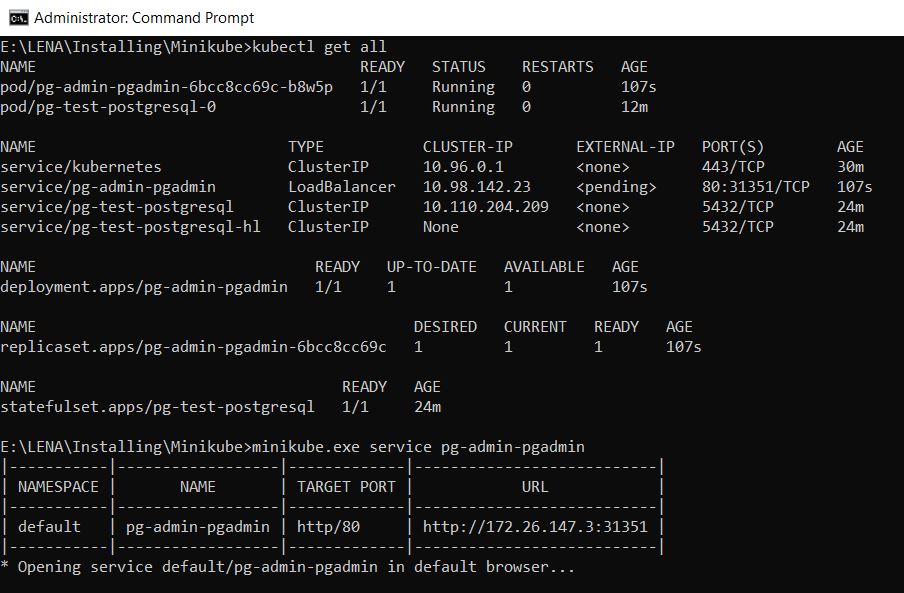 Administrator: Command Prompt
E:\LENA\Installing\Minikube>kubectl get all
NAME READY STATUS RESTARTS AGE
pod/pg-admin-pgadmin-6bcc8cc69c-b8w5p 1/1 Running 0 107s
pod/pg-test-postgresql-0 1/1 Running 0 12m
NAME TYPE CLUSTER-IP EXTERNAL-IP PORT(S) AGE
service/kubernetes ClusterIP 10.96.0.1 <none> 443/TCP 30m
service/pg-admin-pgadmin LoadBalancer 10.98.142.23 <pending> 80:31351/TCP 107s
service/pg-test-postgresql ClusterIP 10.110.204.209 <none> 5432/TCP 24m
service/pg-test-postgresql-hl ClusterIP None <none> 5432/TCP 24m
NAME READY UP-TO-DATE AVAILABLE AGE
deployment.apps/pg-admin-pgadmin 1/1 1 1 107s
NAME DESIRED CURRENT READY AGE
replicaset.apps/pg-admin-pgadmin-6bcc8cc69c 1 1 1 107s
NAME READY AGE
statefulset.apps/pg-test-postgresql 1/1 24m
E:\LENA\Installing\Minikube>minikube.exe service pg-admin-pgadmin
|-----------|------------------|-------------|---------------------------|
| NAMESPACE | NAME | TARGET PORT | URL |
|-----------|------------------|-------------|---------------------------|
| default | pg-admin-pgadmin | http/80 | http://172.26.147.3:31351 |
|-----------|------------------|-------------|---------------------------|
* Opening service default/pg-admin-pgadmin in default browser...